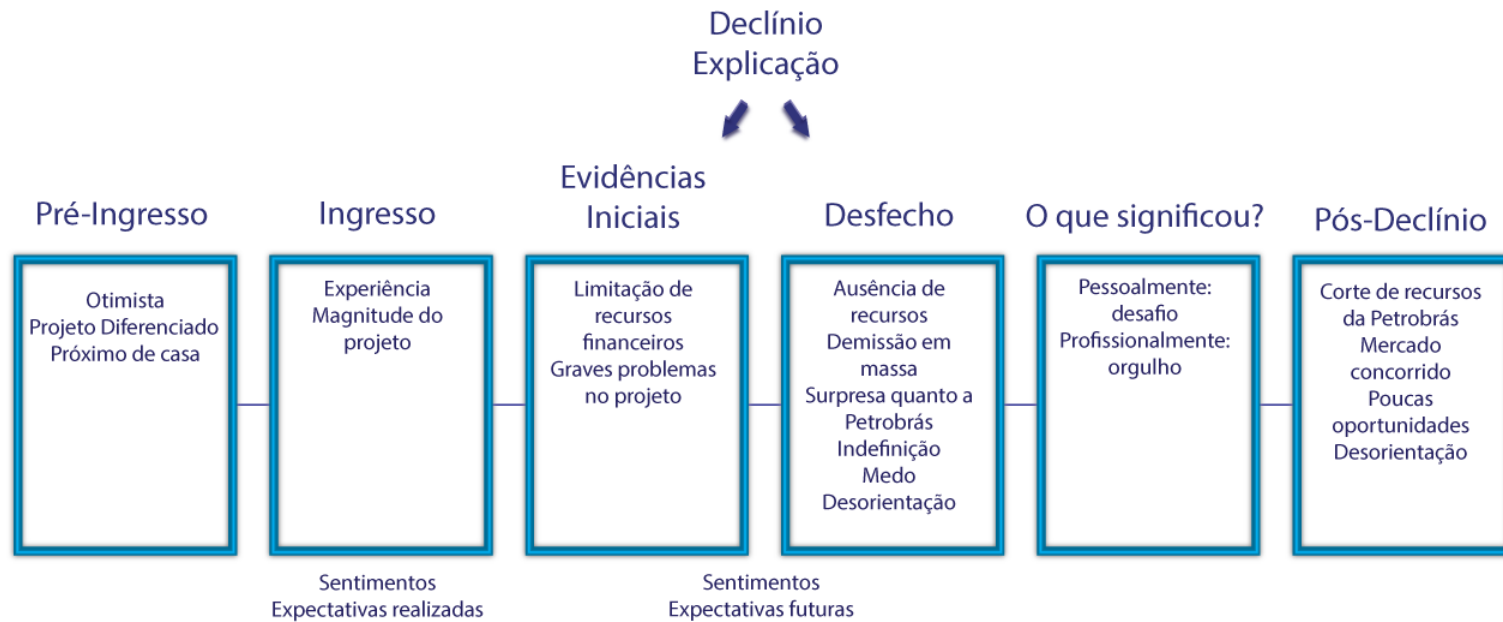 Declínio
Explicação
Pré-Ingresso
Ingresso
Evidências
Iniciais
Desfecho
O que significou?
Pós-Declínio
Otimista
Projeto Diferenciado
Próximo de casa
Experiência
Magnitude do
projeto
Limitação de
recursos
financeiros
Graves problemas
no projeto
Ausência de
recursos
Demissão em
massa
Surpresa quanto a
Petrobrás
Indefinição
Medo
Desorientação
Pessoalmente:
desafio
Profissionalmente:
orgulho
Corte de recursos
da Petrobrás
Mercado
concorrido
Poucas
oportunidades
Desorientação
Sentimentos
Expectativas realizadas
Sentimentos
Expectativas futuras